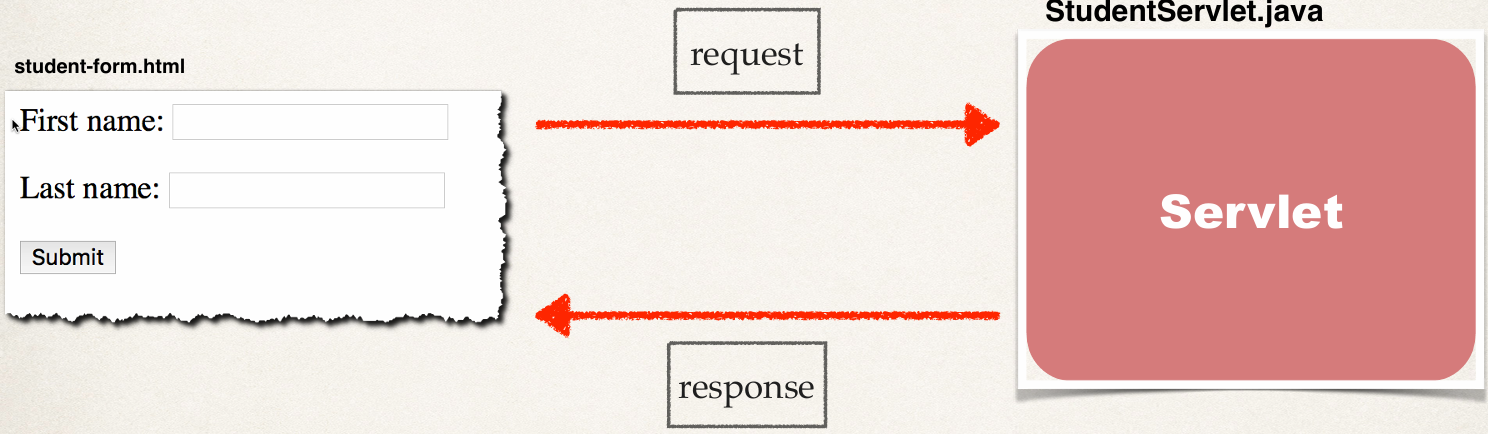 student-form.html
First name:
Last name:
Submit
request
response
StudentServlet.java
Servlet